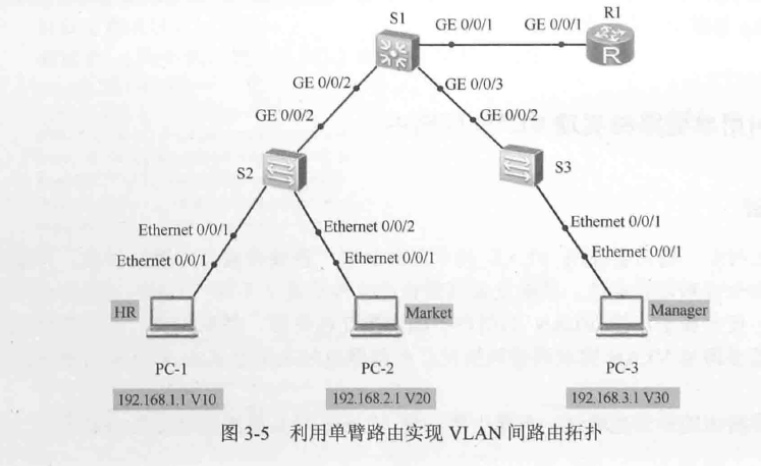 S1
R1
GE 0/0/1
GE 0/0/1
GE 0/0/2
GE 0/0/3
GE 0/0/2
GE 0/0/2
S2
S3
Ethernet 0/0/1
Ethernet 0/0/2
Ethernet 0/0/1
Ethernet 0/0/1
Ethernet 0/0/1
Ethernet 0/0/1
HR
Market
Manager
PC-1
PC-2
PC-3
192.168.1.1 V10
192.168.2.1 V20
192.168.3.1 V30
图 3-5 利用单臂路由实现 VLAN 间路由拓扑